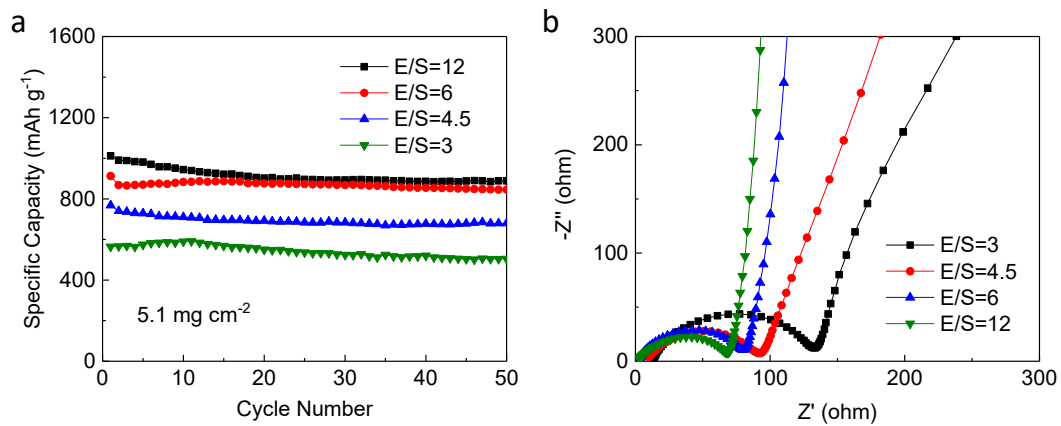 a
1600
1200
900
600
400
0
0
10
20
30
40
50
Specific Capacity (mAh g⁻¹)
Cycle Number
E/S=12
E/S=6
E/S=4.5
E/S=3
5.1 mg cm⁻²
b
300
200
100
0
0
100
200
300
-Z'' (ohm)
Z' (ohm)
E/S=3
E/S=4.5
E/S=6
E/S=12